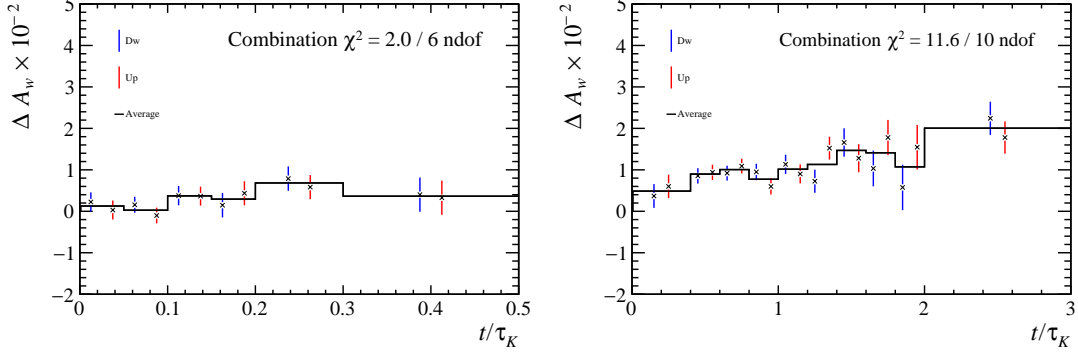 Δ A_w × 10⁻²
5
4
3
2
1
0
−1
−2
Combination χ² = 2.0 / 6 ndof
Dw
Up
Average
0 0.1 0.2 0.3 0.4 0.5
t/τ_K
Δ A_w × 10⁻²
5
4
3
2
1
0
−1
−2
Combination χ² = 11.6 / 10 ndof
Dw
Up
Average
0 1 2 3
t/τ_K